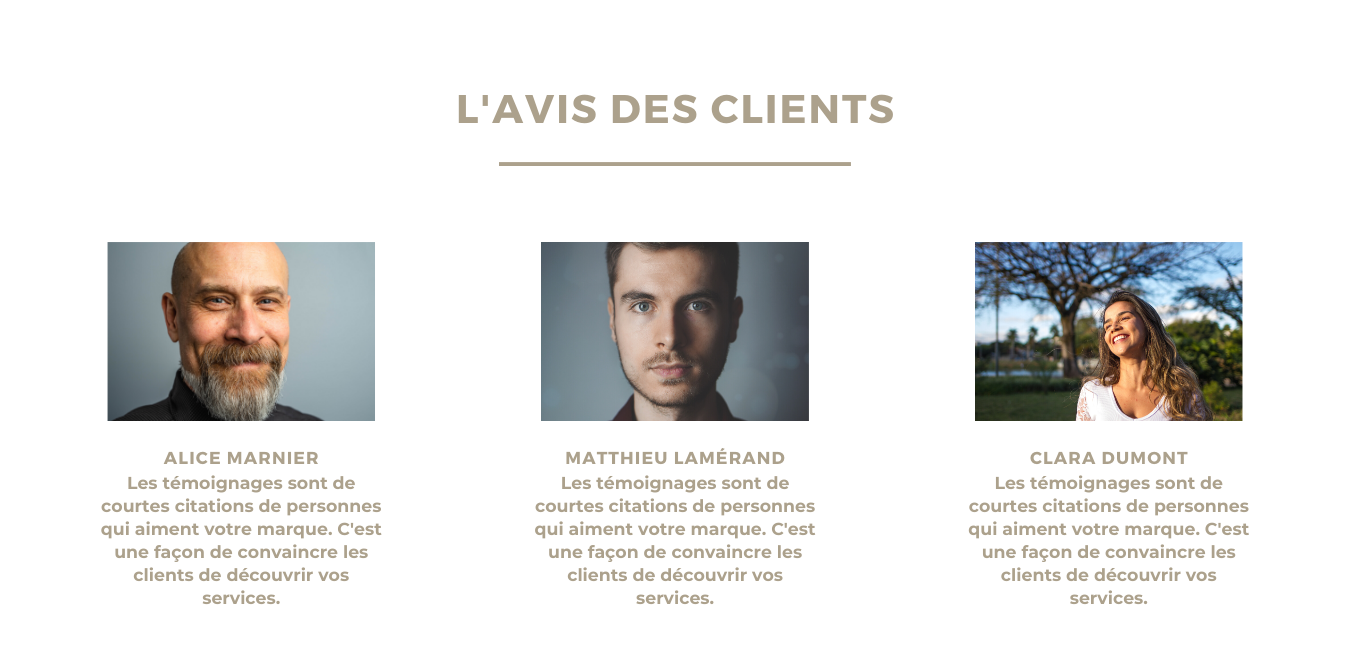 L'AVIS DES CLIENTS
ALICE MARNIER
Les témoignages sont de
courtes citations de personnes
qui aiment votre marque. C'est
une façon de convaincre les
clients de découvrir vos
services.
MATTHIEU LAMÉRAND
Les témoignages sont de
courtes citations de personnes
qui aiment votre marque. C'est
une façon de convaincre les
clients de découvrir vos
services.
CLARA DUMONT
Les témoignages sont de
courtes citations de personnes
qui aiment votre marque. C'est
une façon de convaincre les
clients de découvrir vos
services.